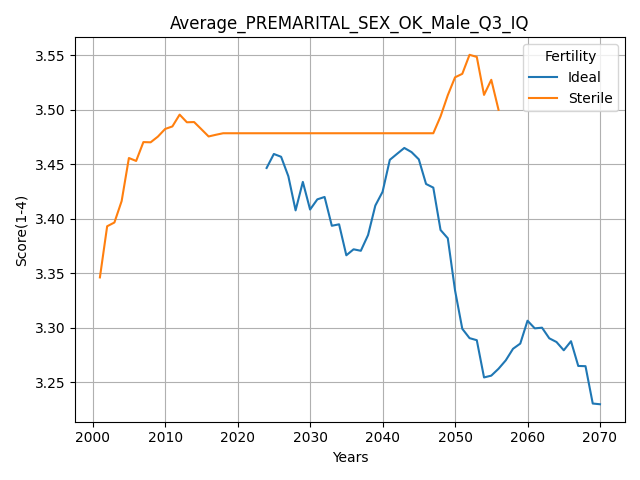 Average_PREMARITAL_SEX_OK_Male_Q3_IQ
Score(1-4)
3.55
3.50
3.45
3.40
3.35
3.30
3.25
Fertility
Ideal
Sterile
2000 2010 2020 2030 2040 2050 2060 2070
Years